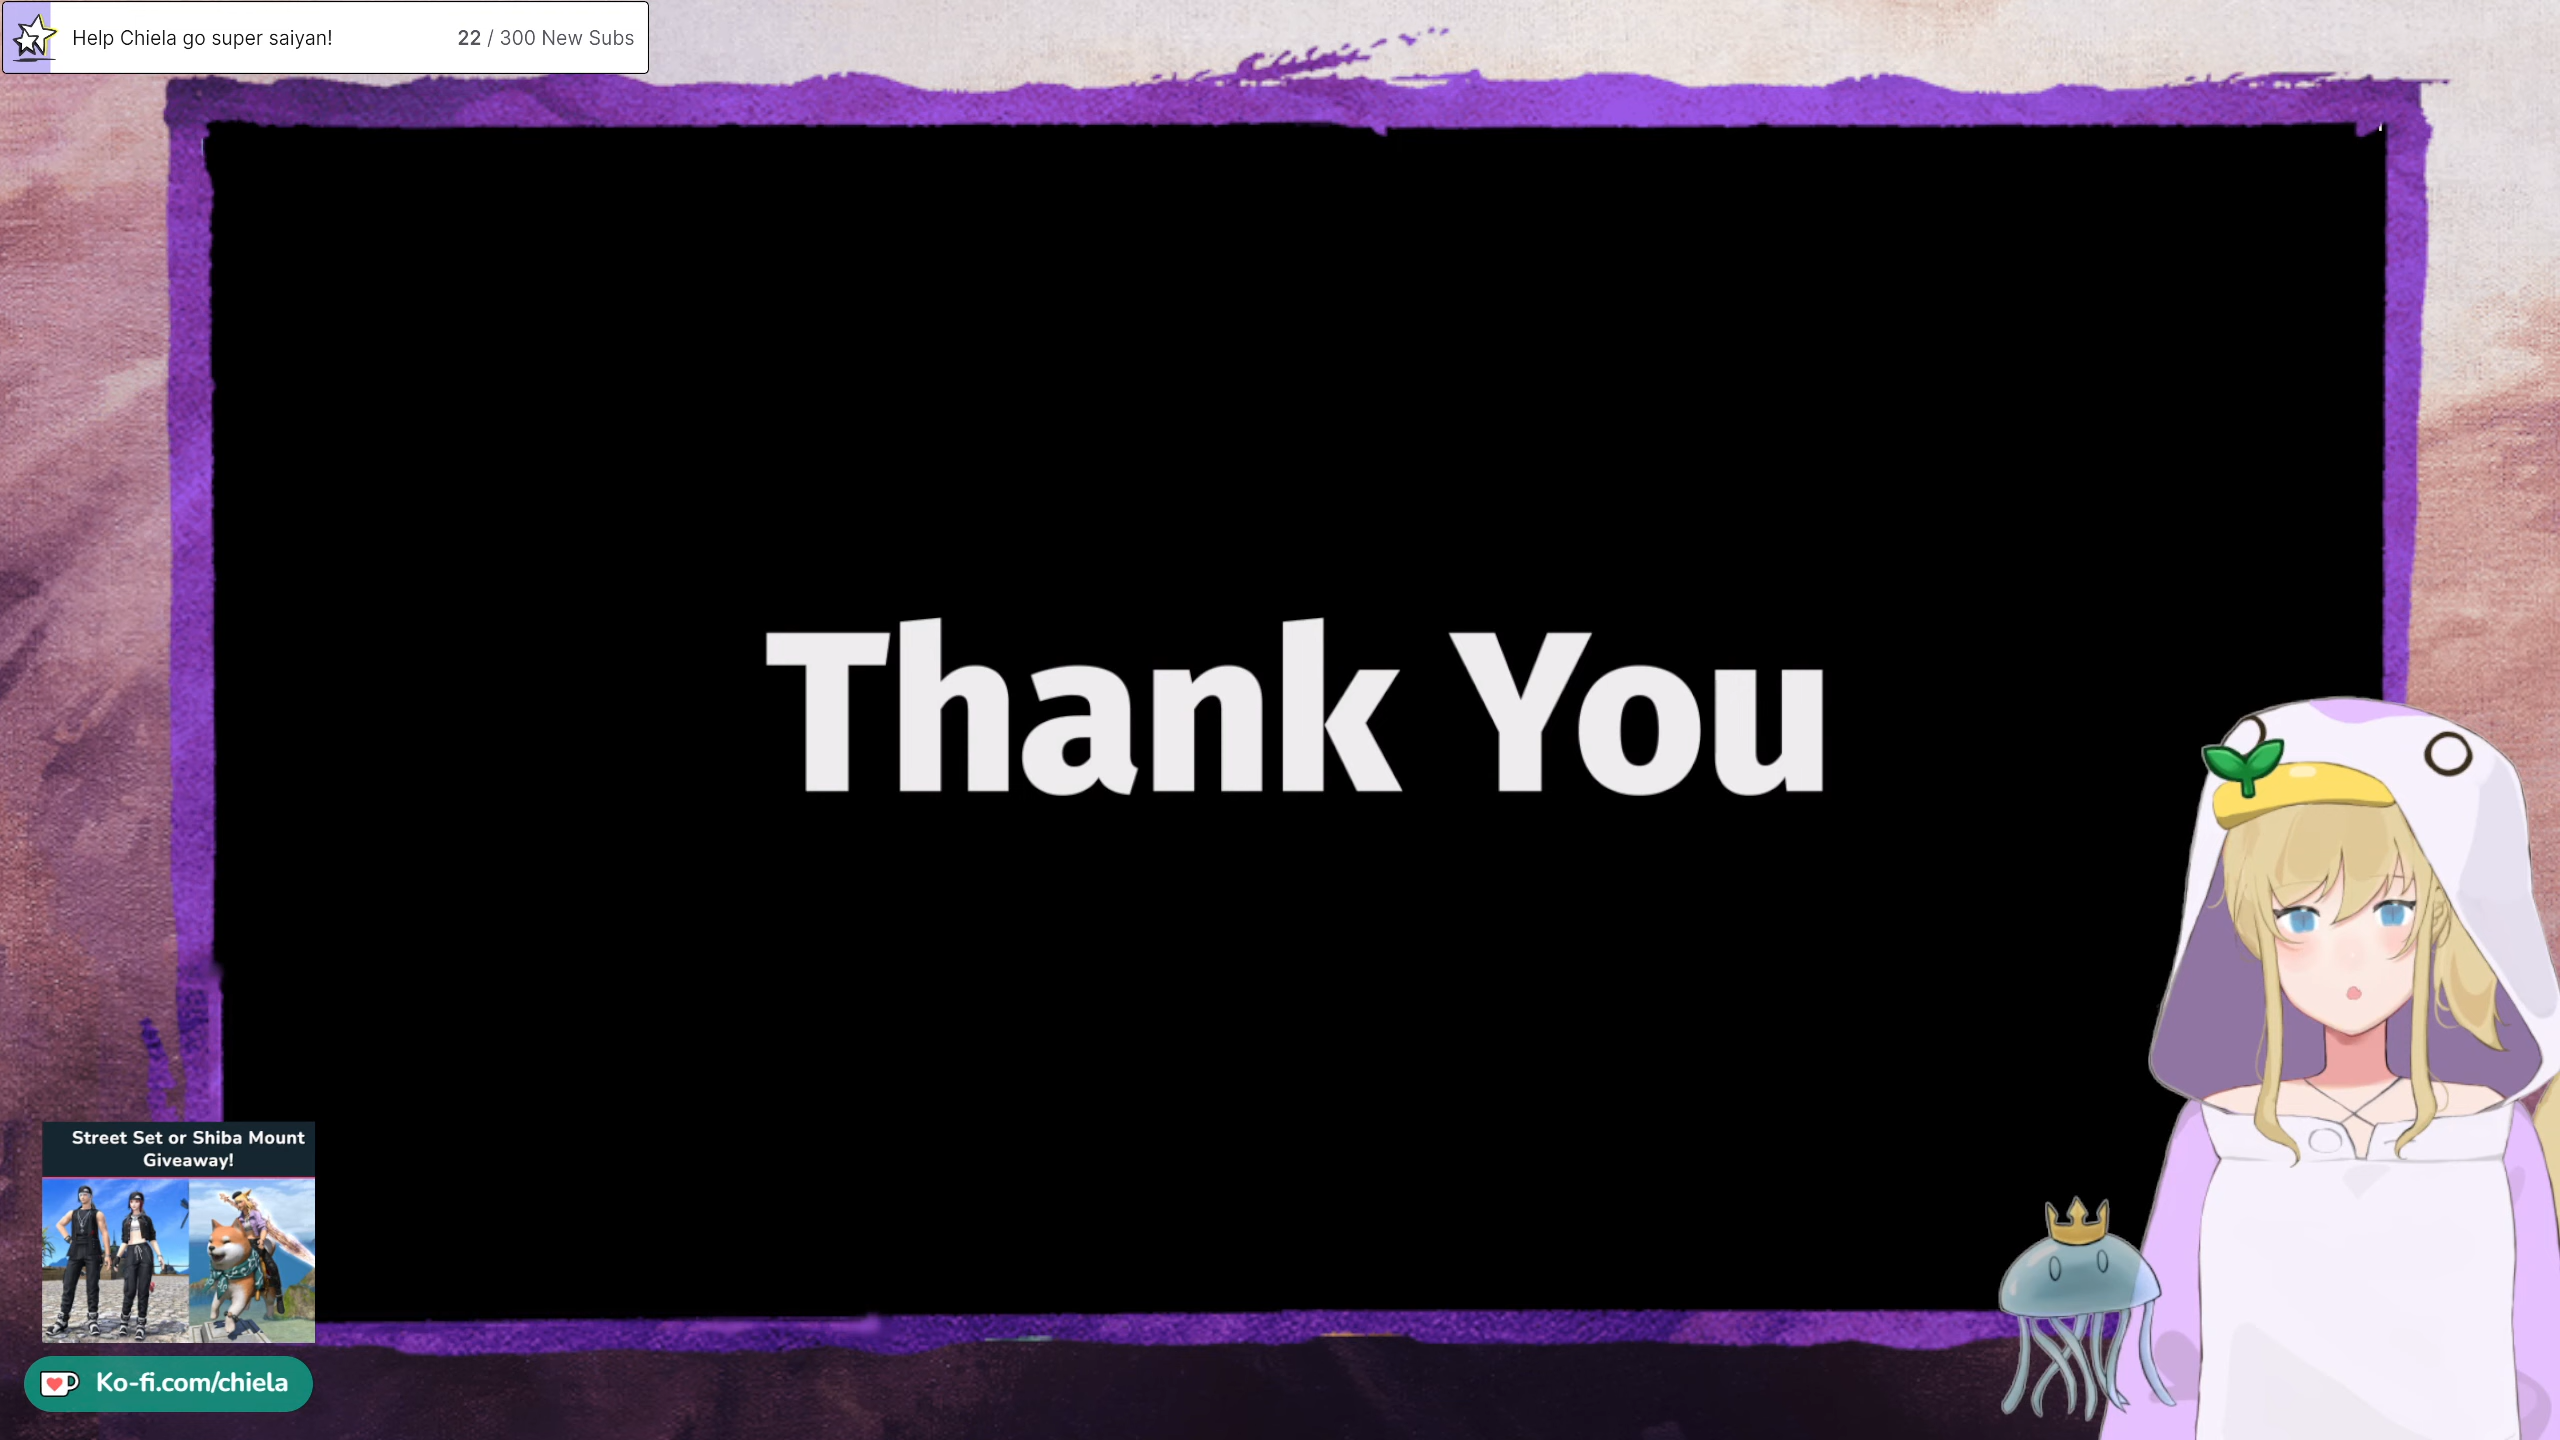 Help Chiela go super saiyan!
22 / 300 New Subs
Thank You
Street Set or Shiba Mount
Giveaway!
Ko-fi.com/chiela